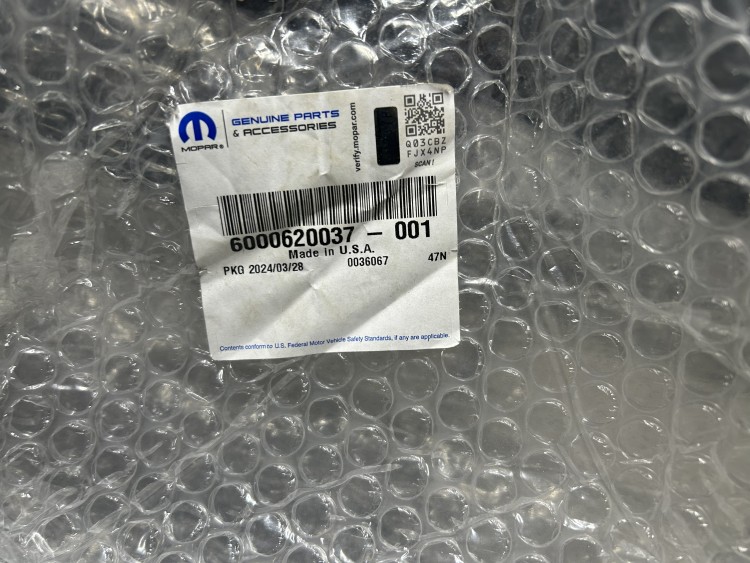 MOPAR®
GENUINE PARTS
& ACCESSORIES
verify.mopar.com
Q03CBZ
FJX4NP
SCAN!
6000620037 - 001
Made in U.S.A.
PKG 2024/03/28 0036067 47N
Contents conform to U.S. Federal Motor Vehicle Safety Standards, if any are applicable.